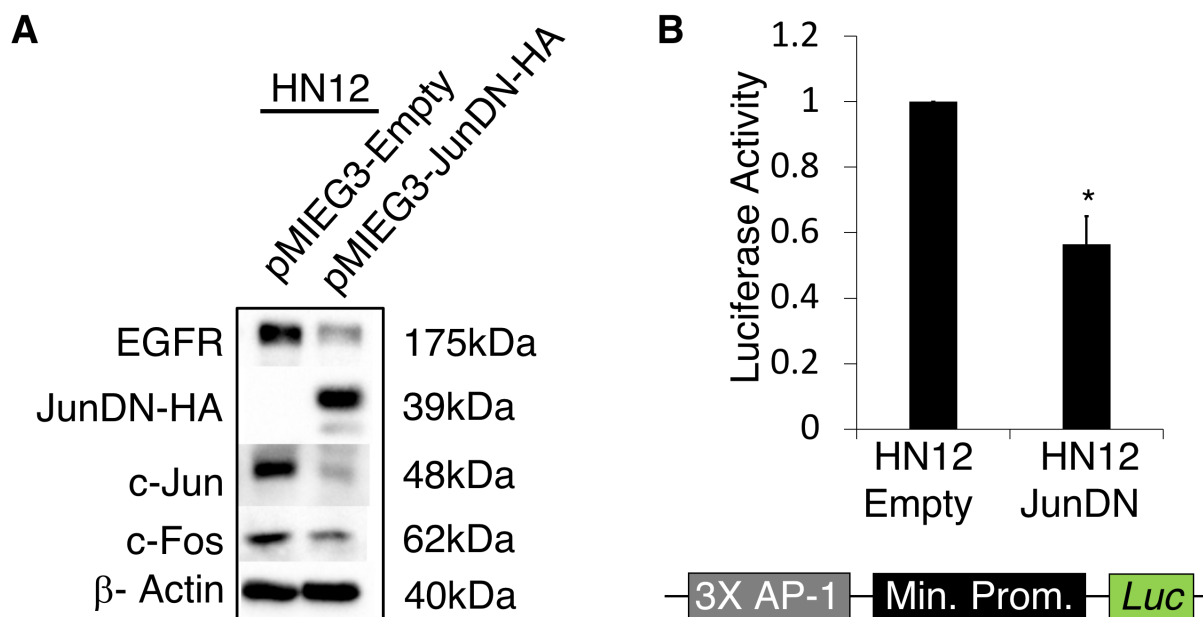 A
HN12
pMIEG3-Empty
pMIEG3-JunDN-HA
EGFR 175kDa
JunDN-HA 39kDa
c-Jun 48kDa
c-Fos 62kDa
β- Actin 40kDa
B
Luciferase Activity
1.2
1
0.8
0.6
0.4
0.2
0
*
HN12 HN12
Empty JunDN
3X AP-1 Min. Prom. Luc